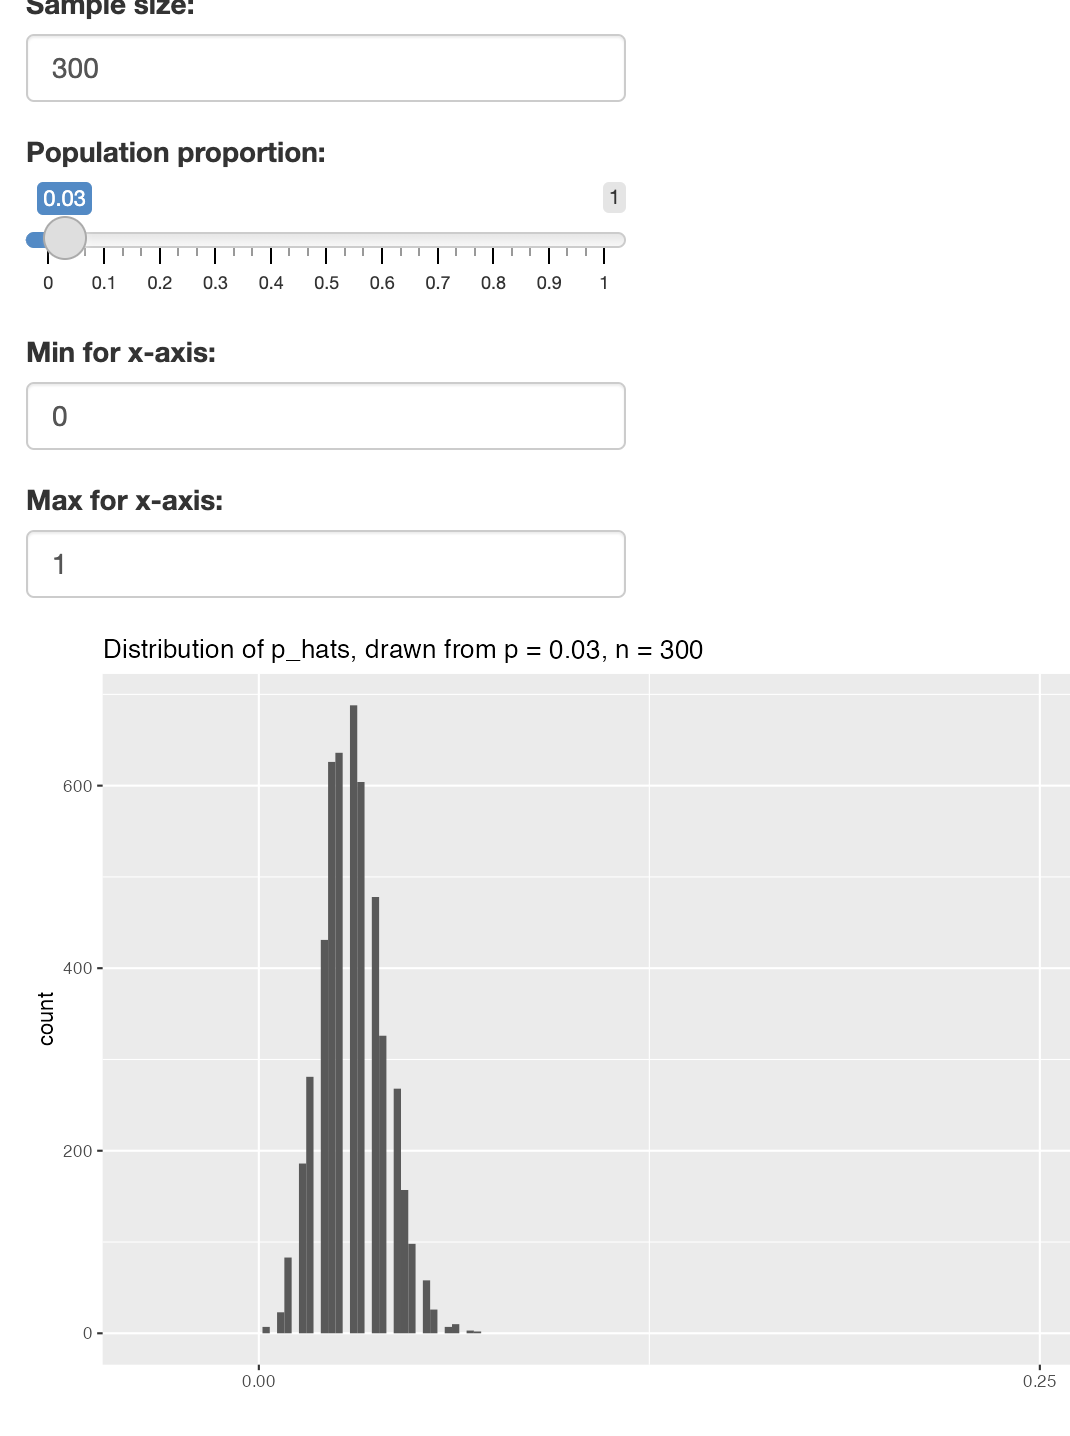 Sample size:
300
Population proportion:
0.03 1
0 0.1 0.2 0.3 0.4 0.5 0.6 0.7 0.8 0.9 1
Min for x-axis:
0
Max for x-axis:
1
Distribution of p_hats, drawn from p = 0.03, n = 300
600
400
count
200
0
0.00 0.25